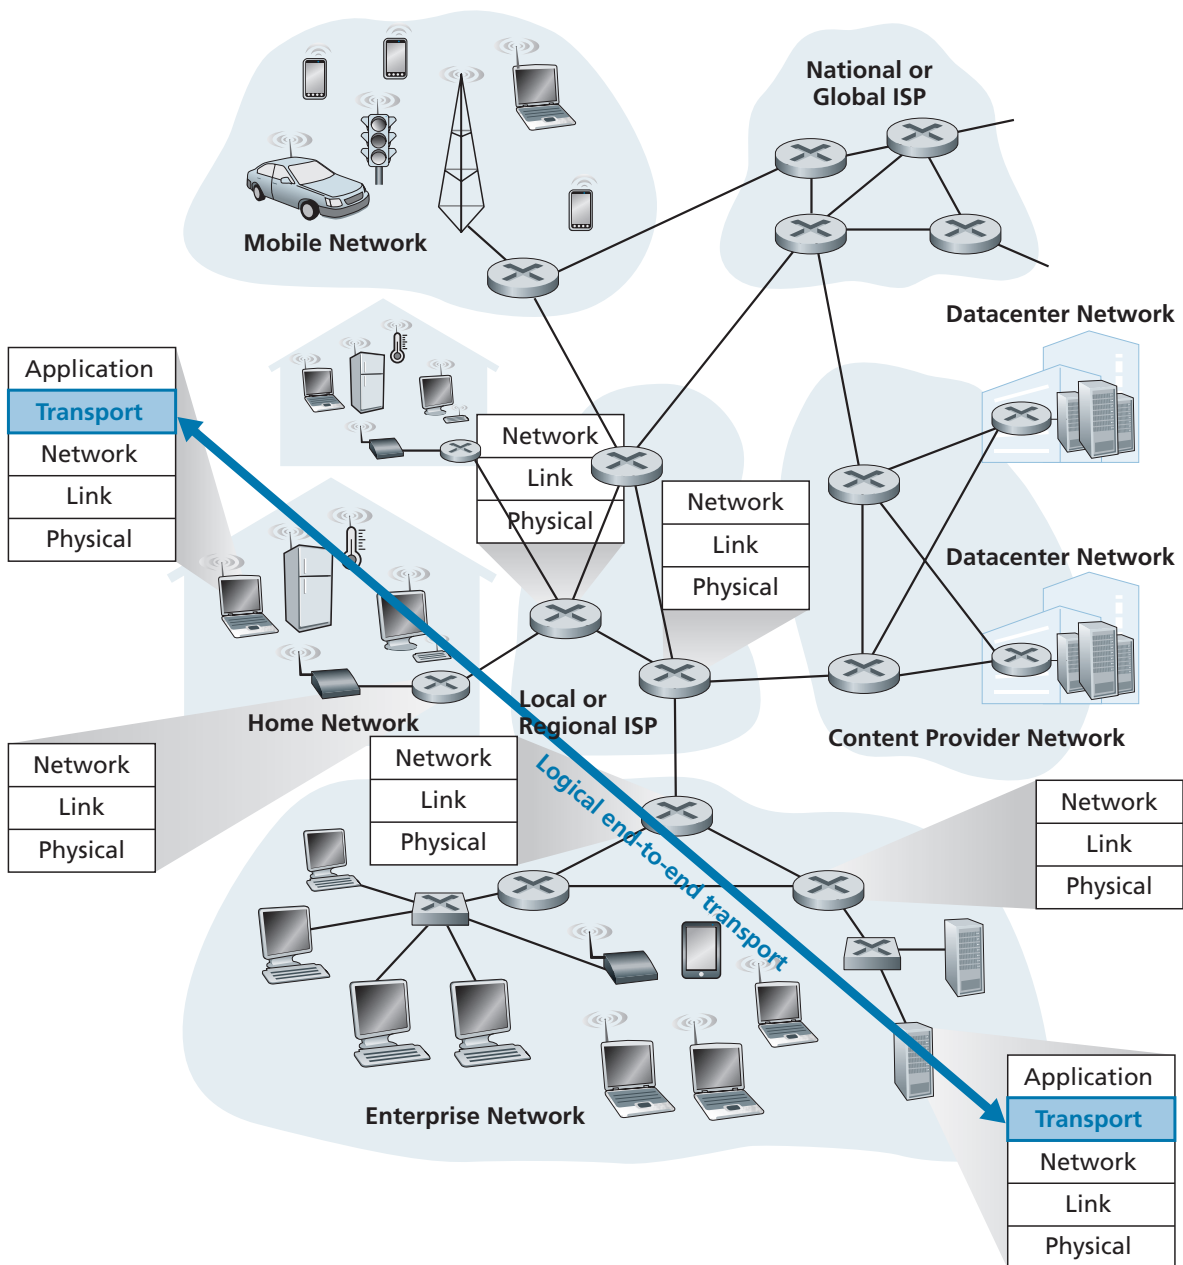 National or
Global ISP
Mobile Network
Datacenter Network
Application
Transport
Network
Link
Physical
Network
Link
Physical
Network
Link
Physical
Datacenter Network
Home Network
Local or
Regional ISP
Content Provider Network
Network
Link
Physical
Network
Link
Physical
Logical end-to-end transport
Network
Link
Physical
Enterprise Network
Application
Transport
Network
Link
Physical